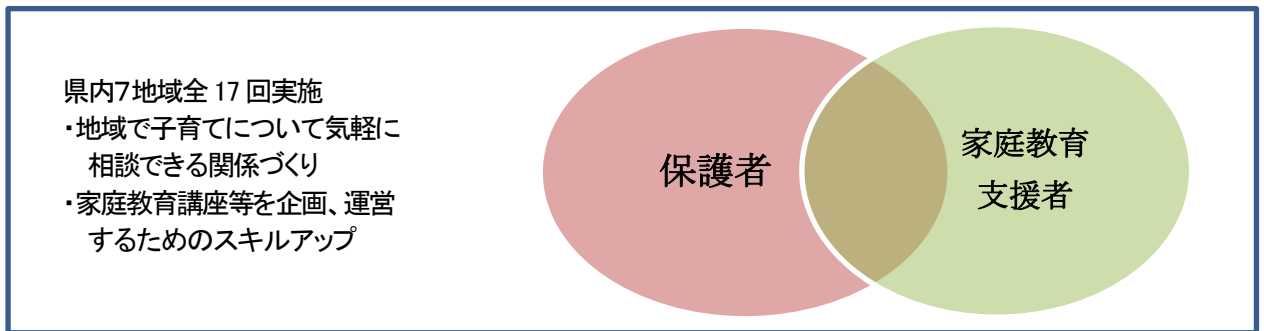 県内7地域全 17 回実施
・地域で子育てについて気軽に
相談できる関係づくり
・家庭教育講座等を企画、運営
するためのスキルアップ
保護者
家庭教育
支援者